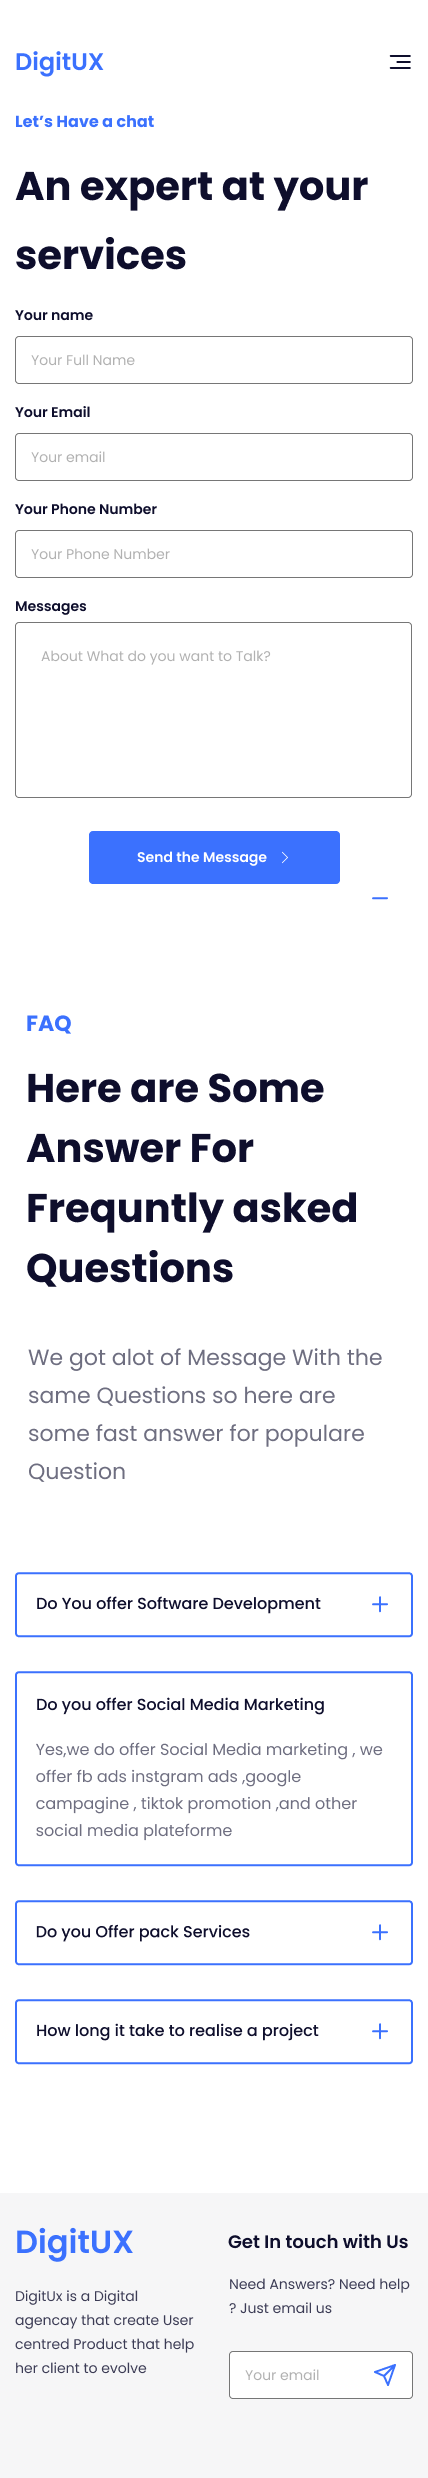 DigitUX
Let’s Have a chat
An expert at your
services
Your name
Your Full Name
Your Email
Your email
Your Phone Number
Your Phone Number
Messages
About What do you want to Talk?
Send the Message
FAQ
Here are Some
Answer For
Frequntly asked
Questions
We got alot of Message With the
same Questions so here are
some fast answer for populare
Question
Do You offer Software Development
Do you offer Social Media Marketing
Yes,we do offer Social Media marketing , we
offer fb ads instgram ads ,google
campagine , tiktok promotion ,and other
social media plateforme
Do you Offer pack Services
How long it take to realise a project
DigitUX
DigitUx is a Digital
agencay that create User
centred Product that help
her client to evolve
Get In touch with Us
Need Answers? Need help
? Just email us
Your email